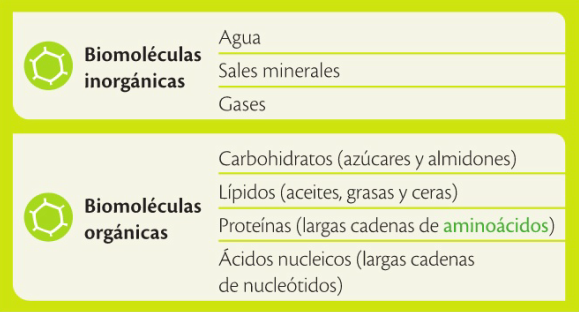 Biomoléculas
inorgánicas
Agua
Sales minerales
Gases
Biomoléculas
orgánicas
Carbohidratos (azúcares y almidones)
Lípidos (aceites, grasas y ceras)
Proteínas (largas cadenas de aminoácidos)
Ácidos nucleicos (largas cadenas
de nucleótidos)